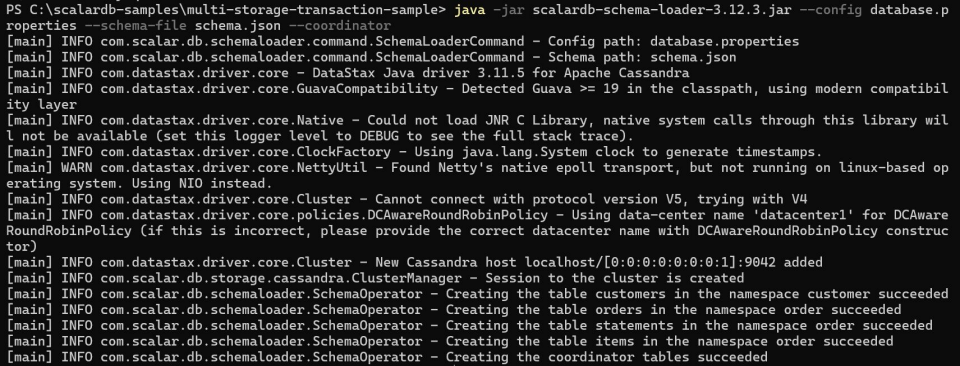 PS C:\scalardb-samples\multi-storage-transaction-sample> java -jar scalardb-schema-loader-3.12.3.jar --config database.p
roperties --schema-file schema.json --coordinator
[main] INFO com.scalar.db.schemaloader.command.SchemaLoaderCommand - Config path: database.properties
[main] INFO com.scalar.db.schemaloader.command.SchemaLoaderCommand - Schema path: schema.json
[main] INFO com.datastax.driver.core - DataStax Java driver 3.11.5 for Apache Cassandra
[main] INFO com.datastax.driver.core.GuavaCompatibility - Detected Guava >= 19 in the classpath, using modern compatibil
ity layer
[main] INFO com.datastax.driver.core.Native - Could not load JNR C Library, native system calls through this library wil
l not be available (set this logger level to DEBUG to see the full stack trace).
[main] INFO com.datastax.driver.core.ClockFactory - Using java.lang.System clock to generate timestamps.
[main] WARN com.datastax.driver.core.NettyUtil - Found Netty's native epoll transport, but not running on linux-based op
erating system. Using NIO instead.
[main] INFO com.datastax.driver.core.Cluster - Cannot connect with protocol version V5, trying with V4
[main] INFO com.datastax.driver.core.policies.DCAwareRoundRobinPolicy - Using data-center name 'datacenter1' for DCAware
RoundRobinPolicy (if this is incorrect, please provide the correct datacenter name with DCAwareRoundRobinPolicy construc
tor)
[main] INFO com.datastax.driver.core.Cluster - New Cassandra host localhost/[0:0:0:0:0:0:0:1]:9042 added
[main] INFO com.scalar.db.storage.cassandra.ClusterManager - Session to the cluster is created
[main] INFO com.scalar.db.schemaloader.SchemaOperator - Creating the table customers in the namespace customer succeeded
[main] INFO com.scalar.db.schemaloader.SchemaOperator - Creating the table orders in the namespace order succeeded
[main] INFO com.scalar.db.schemaloader.SchemaOperator - Creating the table statements in the namespace order succeeded
[main] INFO com.scalar.db.schemaloader.SchemaOperator - Creating the table items in the namespace order succeeded
[main] INFO com.scalar.db.schemaloader.SchemaOperator - Creating the coordinator tables succeeded